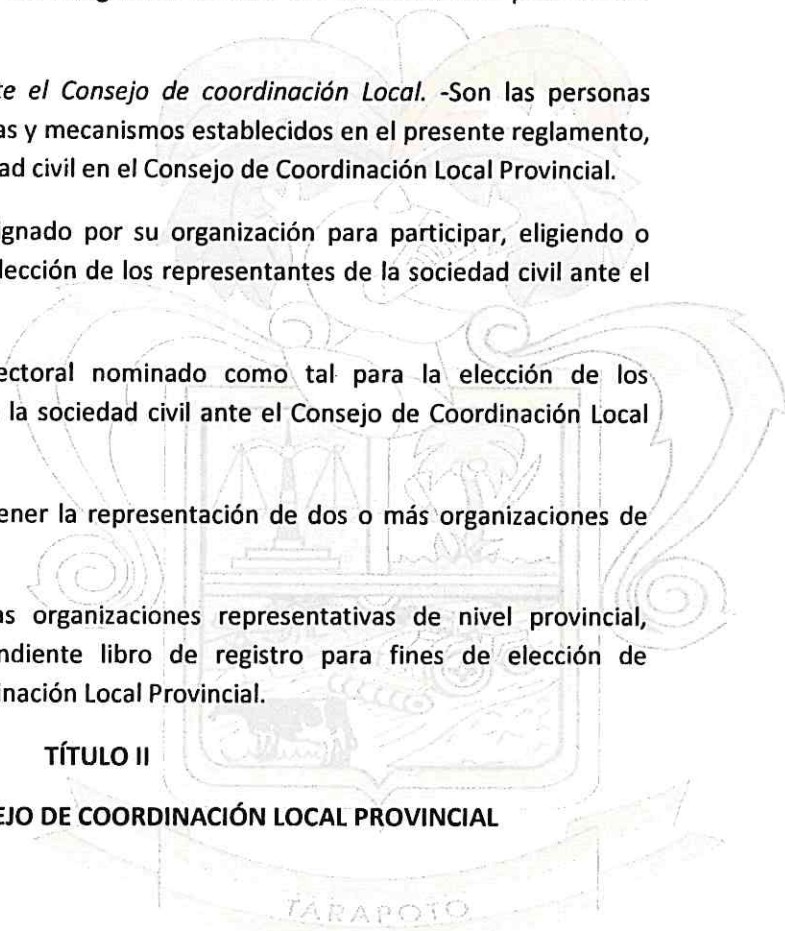 te el Consejo de coordinación Local. -Son las personas
as y mecanismos establecidos en el presente reglamento,
ad civil en el Consejo de Coordinación Local Provincial.
ignado por su organización para participar, eligiendo o
lección de los representantes de la sociedad civil ante el
ectoral nominado como tal para la elección de los
la sociedad civil ante el Consejo de Coordinación Local
ener la representación de dos o más organizaciones de
as organizaciones representativas de nivel provincial,
ndiente libro de registro para fines de elección de
inación Local Provincial.
TÍTULO II
EJO DE COORDINACIÓN LOCAL PROVINCIAL
TARAPOTO